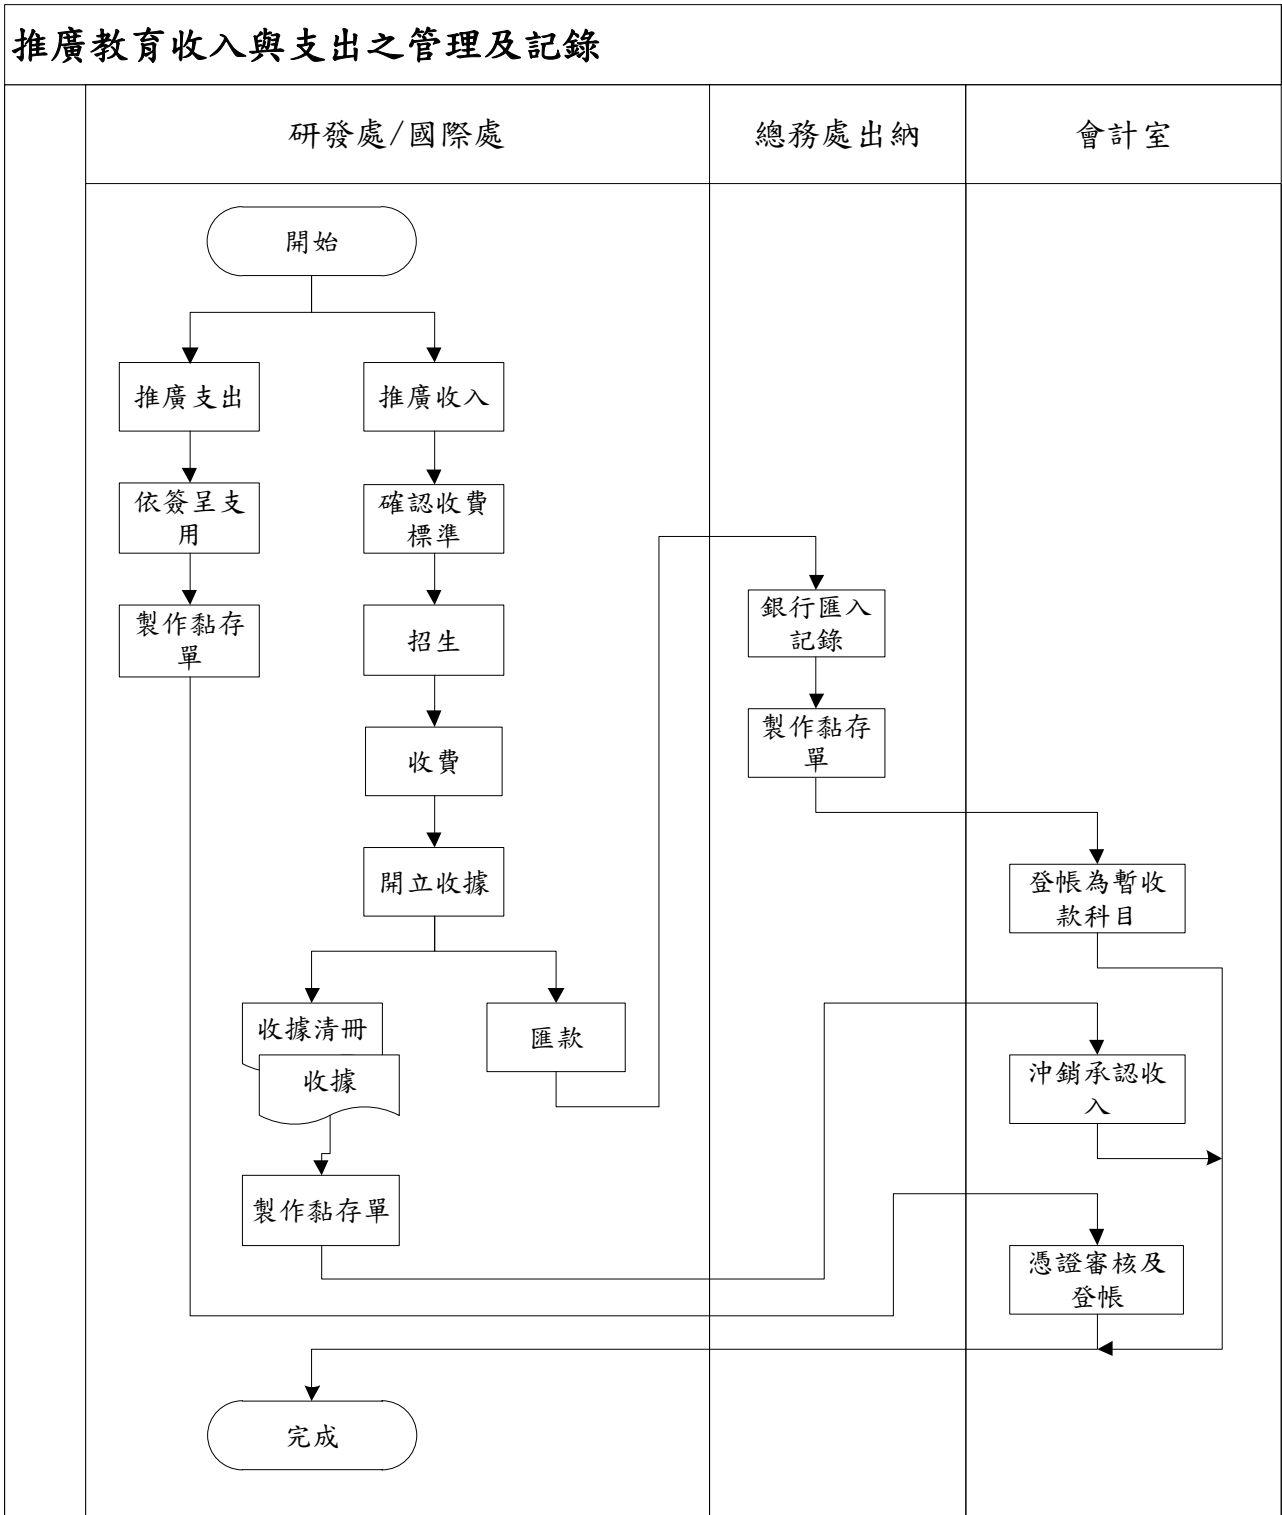 推廣教育收入與支出之管理及記錄
研發處/國際處
總務處出納
會計室
開始
推廣支出
推廣收入
依簽呈支
用
確認收費
標準
製作黏存
單
招生
銀行匯入
記錄
收費
製作黏存
單
開立收據
登帳為暫收
款科目
收據清冊
收據
匯款
沖銷承認收
入
製作黏存單
憑證審核及
登帳
完成